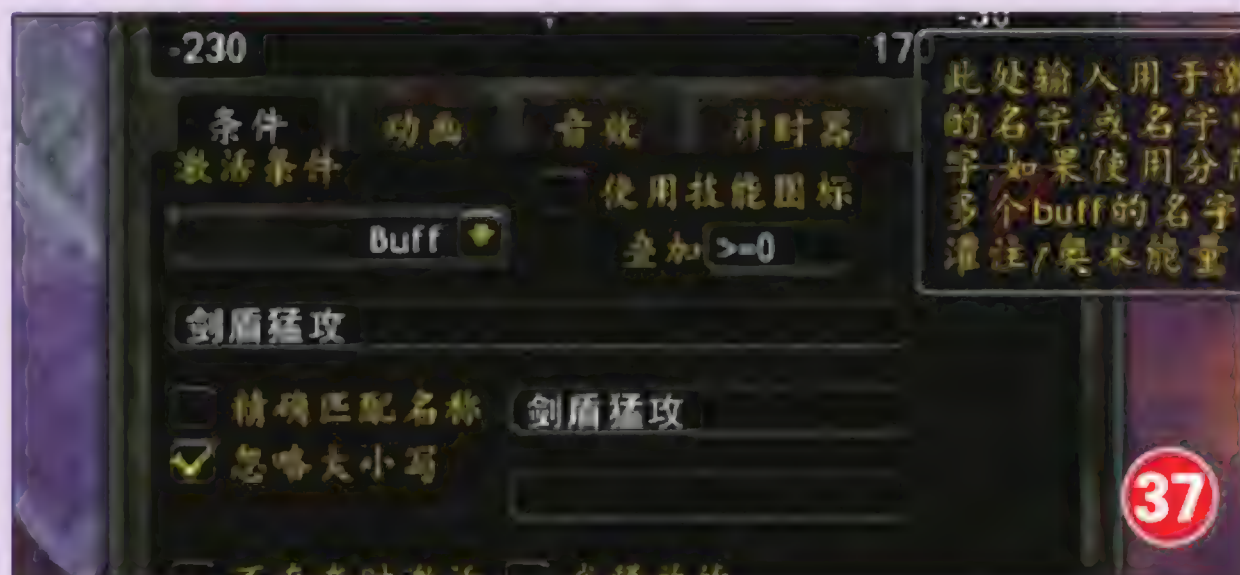 -230
170
条件 动画 音效 计时器
激活条件
使用技能图标
Buff
叠加 >=0
剑盾猛攻
精确匹配名称 剑盾猛攻
忽略大小写
此处输入用于激
的名字,或名字
字.如果使用分
多个buff的名字
灌注/奥术能量
37